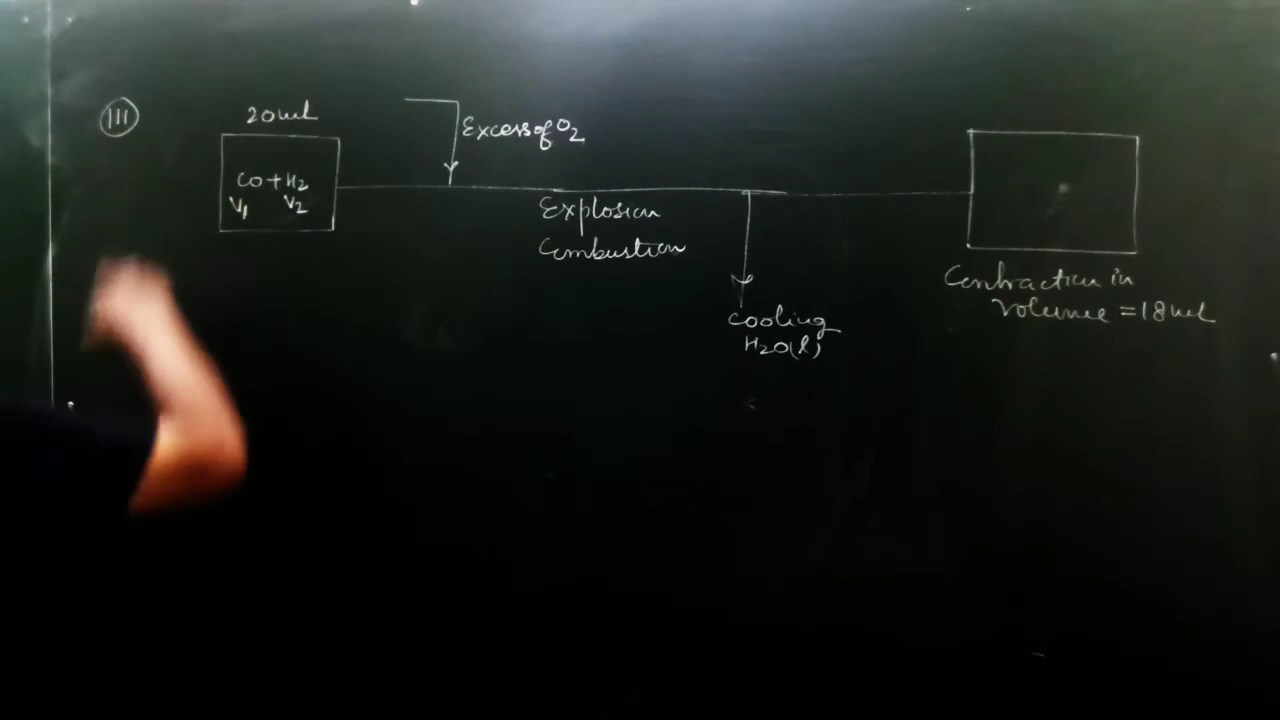 III
20ml
CO + H2
V1 V2
Excess of O2
Explosion
Combustion
Cooling
H2O(l)
Contraction in
volume = 18ml